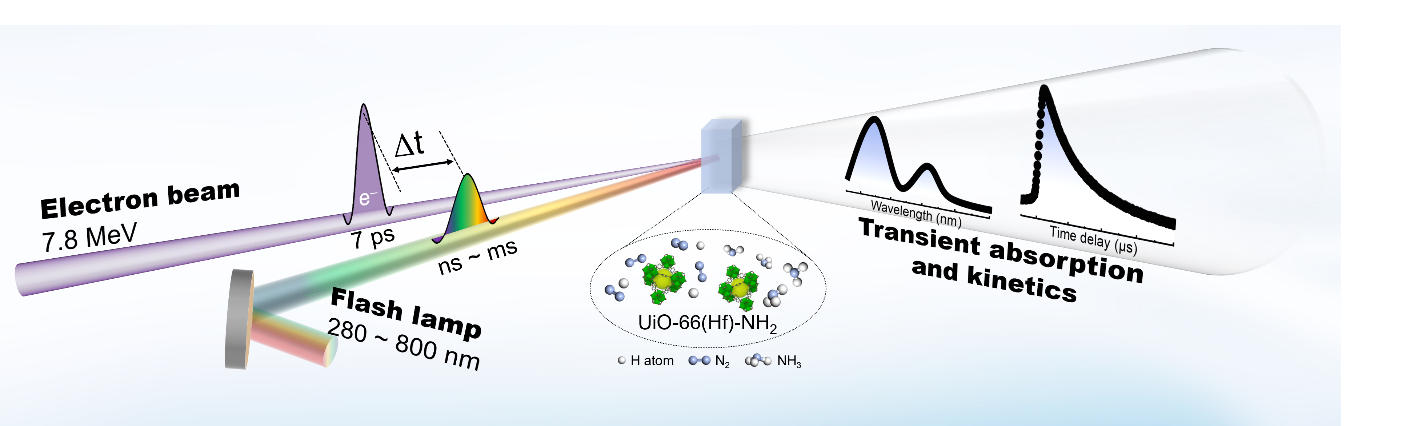 Electron beam
7.8 MeV
e⁻
7 ps
Δt
ns ~ ms
Flash lamp
280 ~ 800 nm
UiO-66(Hf)-NH₂
H atom N₂ NH₃
Wavelength (nm)
Time delay (μs)
Transient absorption
and kinetics